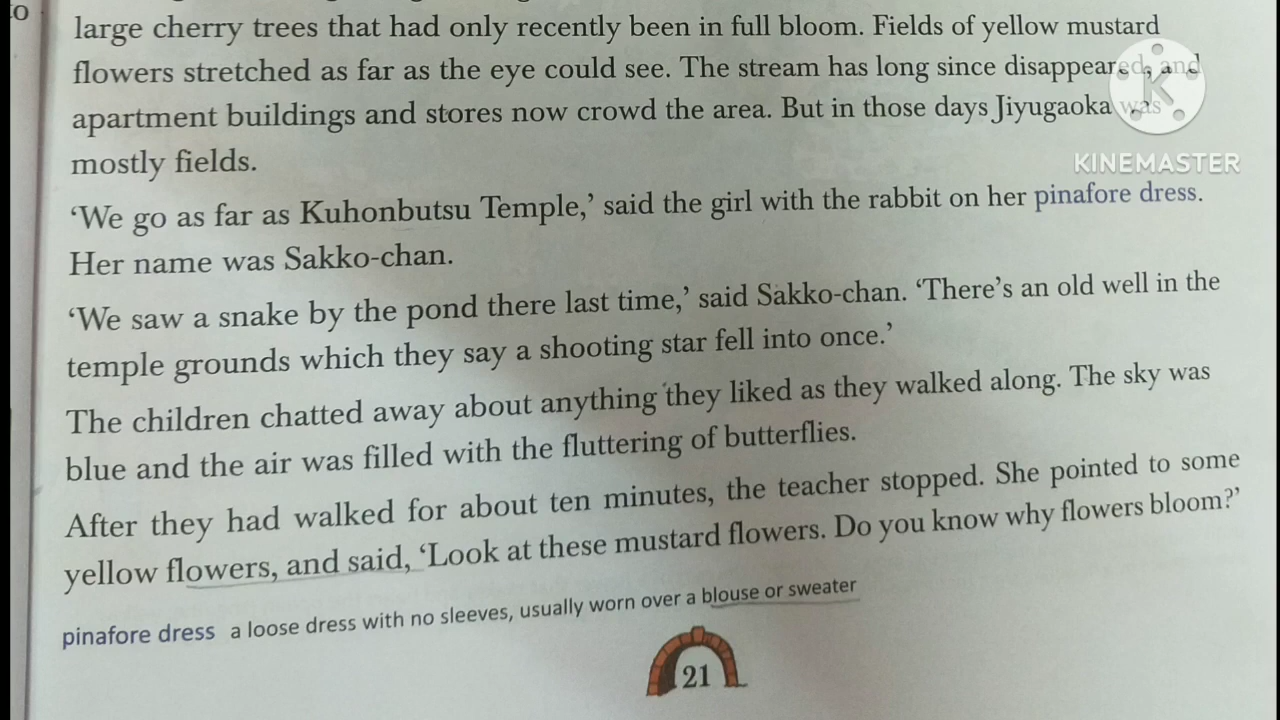 to
large cherry trees that had only recently been in full bloom. Fields of yellow mustard
flowers stretched as far as the eye could see. The stream has long since disappeared, and
apartment buildings and stores now crowd the area. But in those days Jiyugaoka was
mostly fields.
‘We go as far as Kuhonbutsu Temple,’ said the girl with the rabbit on her pinafore dress.
Her name was Sakko-chan.
‘We saw a snake by the pond there last time,’ said Sakko-chan. ‘There’s an old well in the
temple grounds which they say a shooting star fell into once.’
The children chatted away about anything they liked as they walked along. The sky was
blue and the air was filled with the fluttering of butterflies.
After they had walked for about ten minutes, the teacher stopped. She pointed to some
yellow flowers, and said, ‘Look at these mustard flowers. Do you know why flowers bloom?’
pinafore dress a loose dress with no sleeves, usually worn over a blouse or sweater
21
K
KINEMASTER